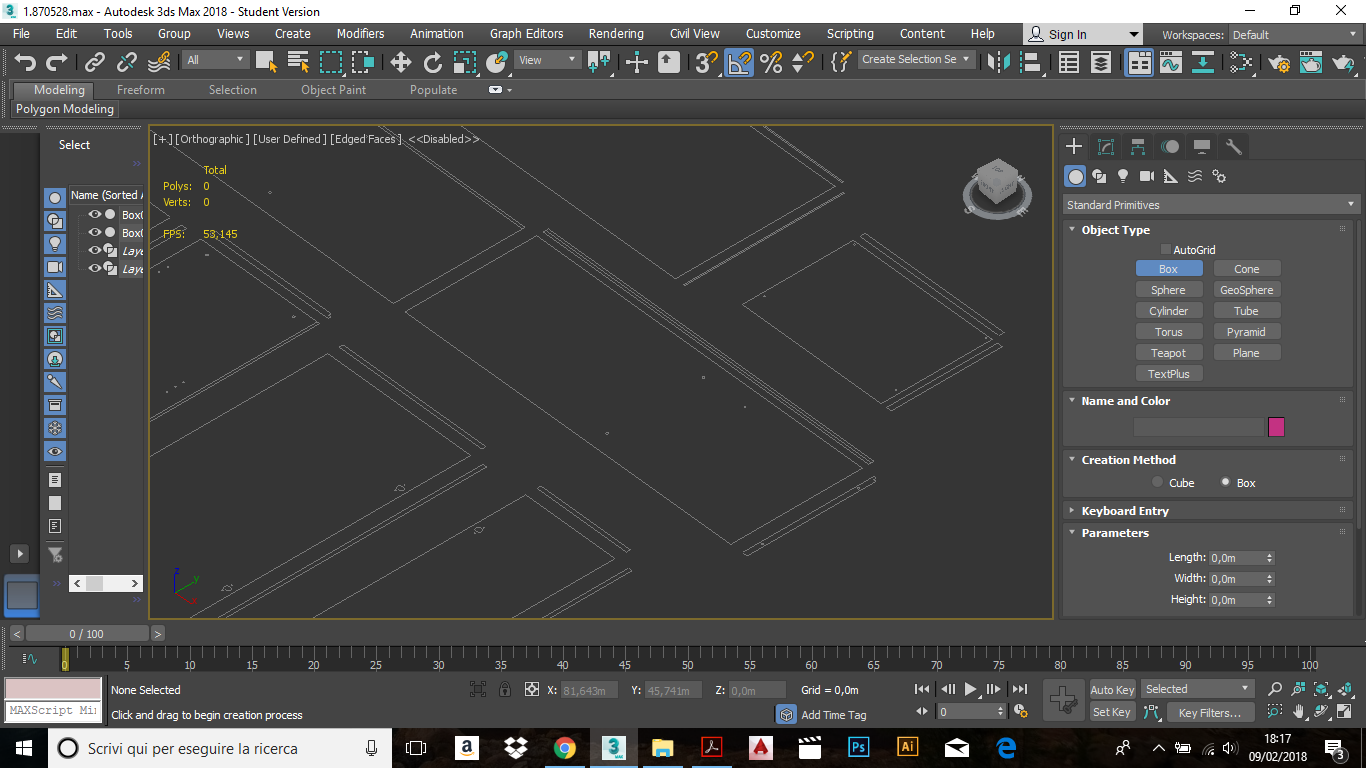 1.870528.max - Autodesk 3ds Max 2018 - Student Version
File Edit Tools Group Views Create Modifiers Animation Graph Editors Rendering Civil View Customize Scripting Content Help Sign In Workspaces: Default
All View Create Selection Se
Modeling Freeform Selection Object Paint Populate
Polygon Modeling
Select
Name (Sorted A
Box0
Box0
Laye
Laye
[+] [Orthographic] [User Defined] [Edged Faces] <<Disabled>>
Total
Polys: 0
Verts: 0
FPS: 53,145
z
y
x
S
E
Standard Primitives
Object Type
AutoGrid
Box Cone
Sphere GeoSphere
Cylinder Tube
Torus Pyramid
Teapot Plane
TextPlus
Name and Color
Creation Method
Cube Box
Keyboard Entry
Parameters
Length: 0,0m
Width: 0,0m
Height: 0,0m
0 / 100
0 5 10 15 20 25 30 35 40 45 50 55 60 65 70 75 80 85 90 95 100
None Selected
X: 81,643m Y: 45,741m Z: 0,0m Grid = 0,0m
Auto Key Selected
MAXScript Mi
Click and drag to begin creation process
Add Time Tag
0
Set Key Key Filters...
Scrivi qui per eseguire la ricerca
a
3
MAX
A
Ps
Ai
18:17
09/02/2018
3